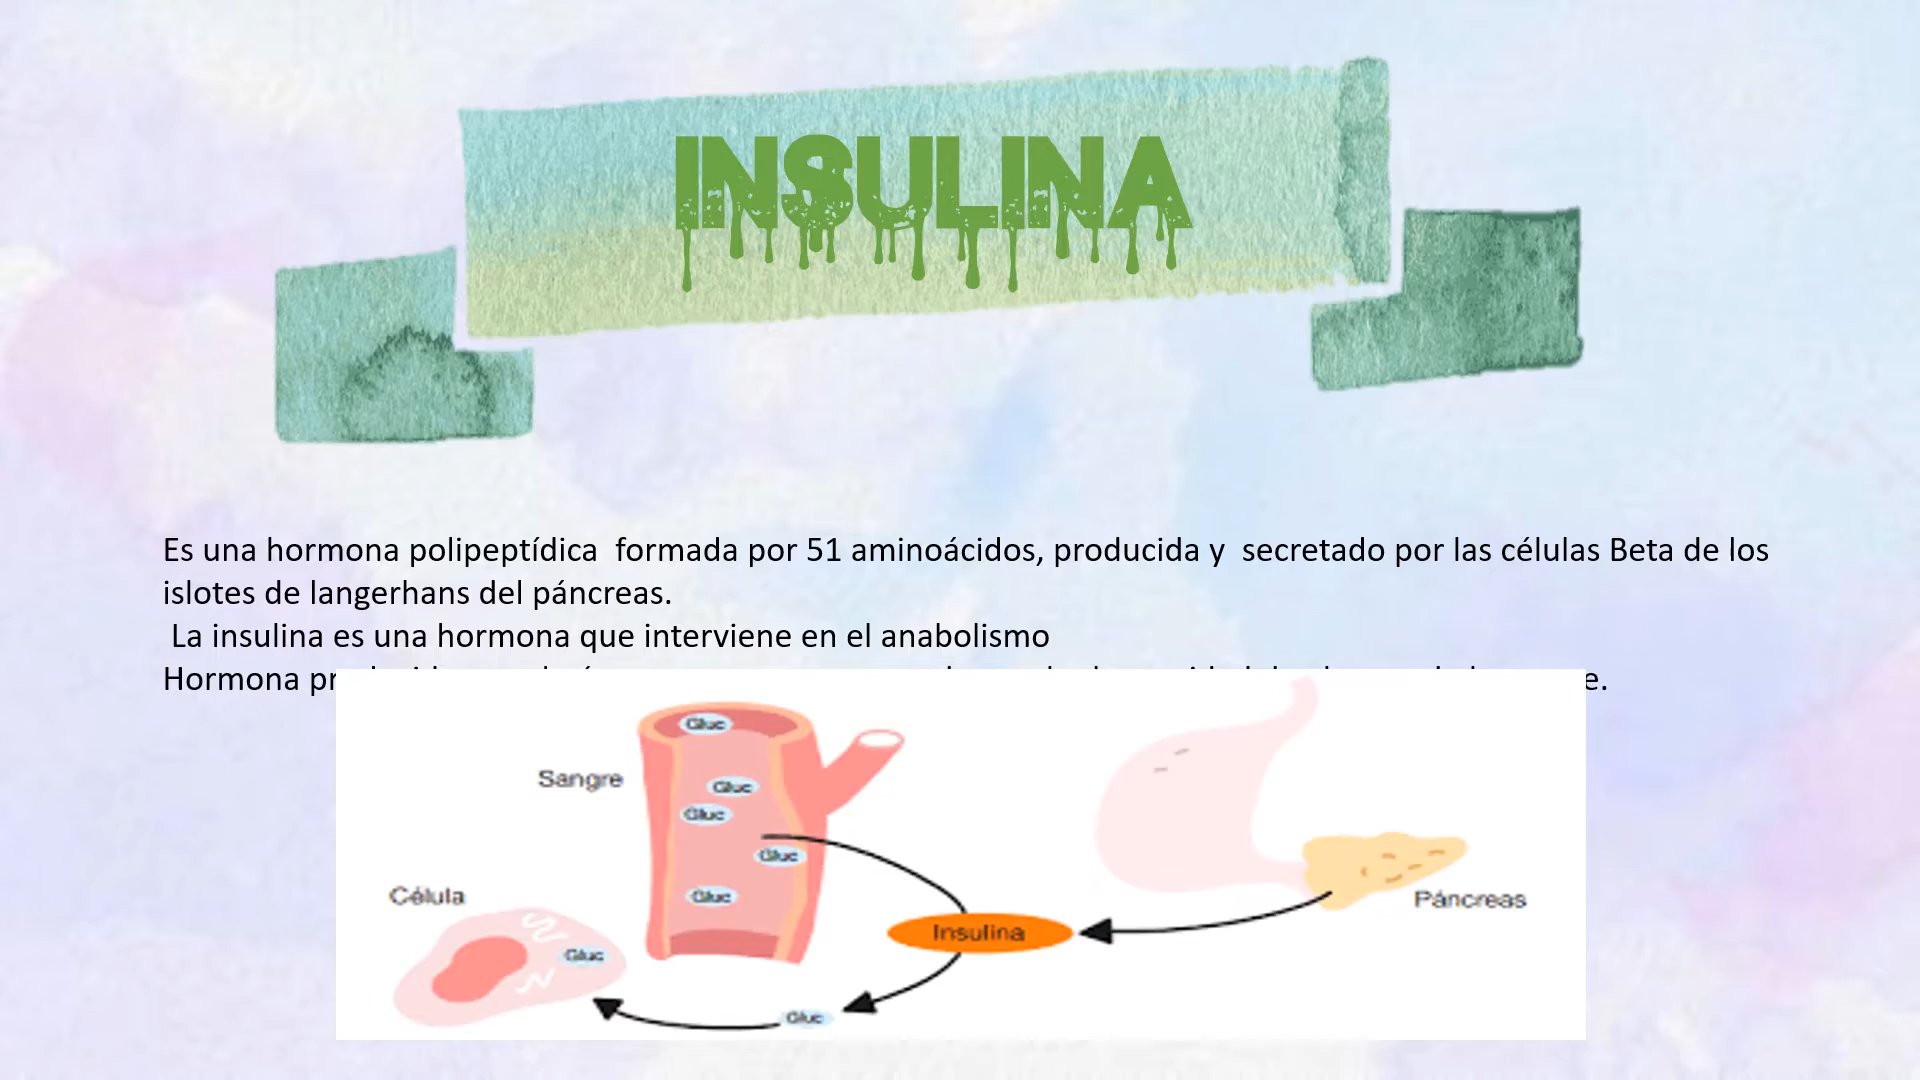 INSULINA
Es una hormona polipeptídica  formada por 51 aminoácidos, producida y  secretado por las células Beta de los
islotes de langerhans del páncreas.
La insulina es una hormona que interviene en el anabolismo
Hormona
Gluc
Sangre
Gluc
Gluc
Gluc
Célula
Gluc
Páncreas
Insulina
Gluc
Gluc